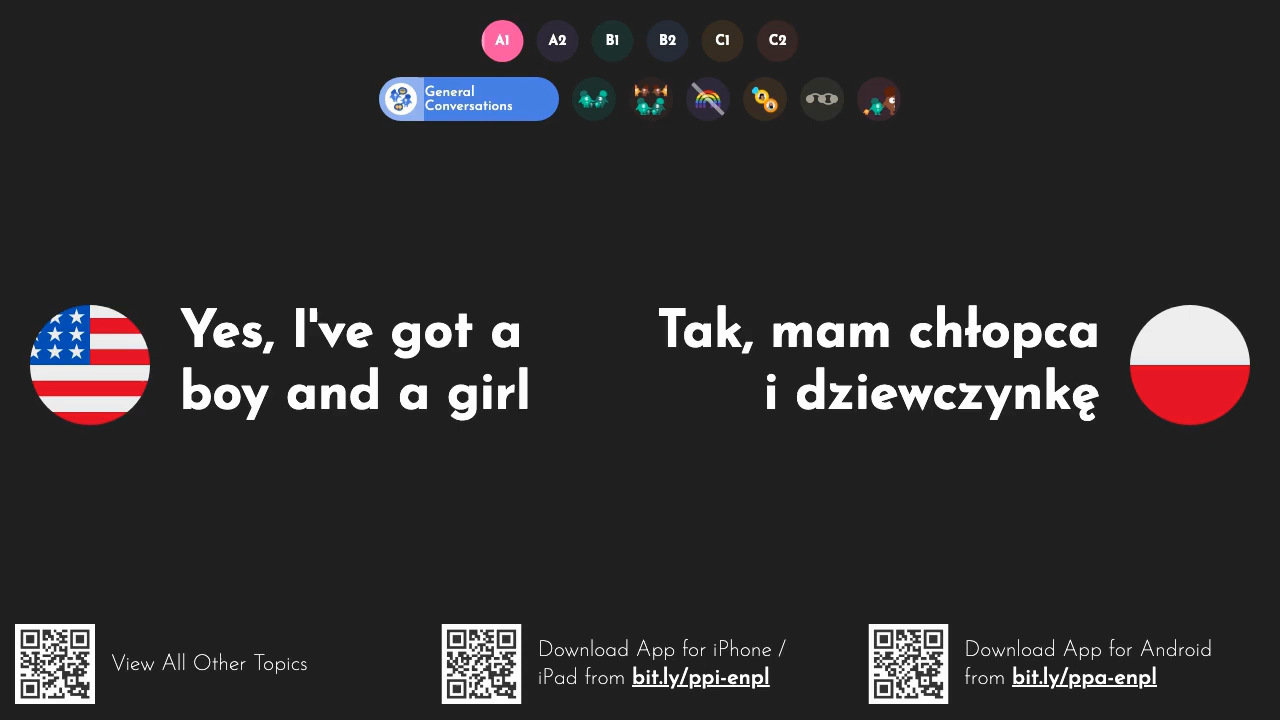 A1 A2 B1 B2 C1 C2
General
Conversations
Yes, I've got a
boy and a girl
Tak, mam chłopca
i dziewczynkę
View All Other Topics
Download App for iPhone /
iPad from bit.ly/ppi-enpl
Download App for Android
from bit.ly/ppa-enpl